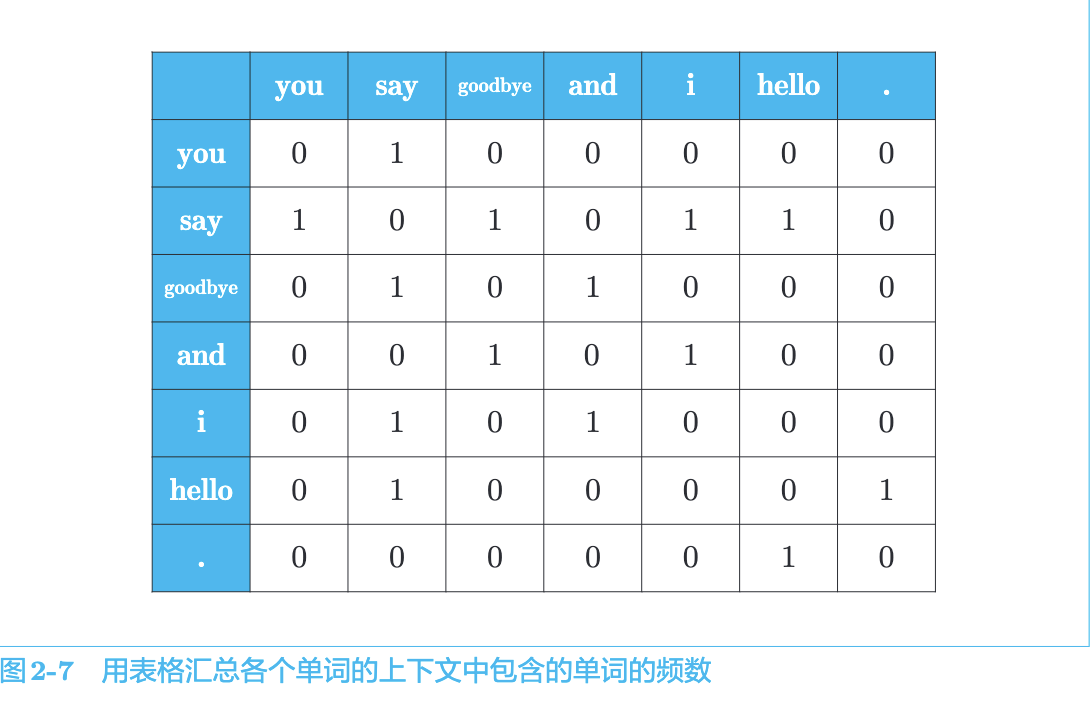 you say goodbye and i hello .
you 0 1 0 0 0 0 0
say 1 0 1 0 1 1 0
goodbye 0 1 0 1 0 0 0
and 0 0 1 0 1 0 0
i 0 1 0 1 0 0 0
hello 0 1 0 0 0 0 1
. 0 0 0 0 0 1 0
图2-7 用表格汇总各个单词的上下文中包含的单词的频数